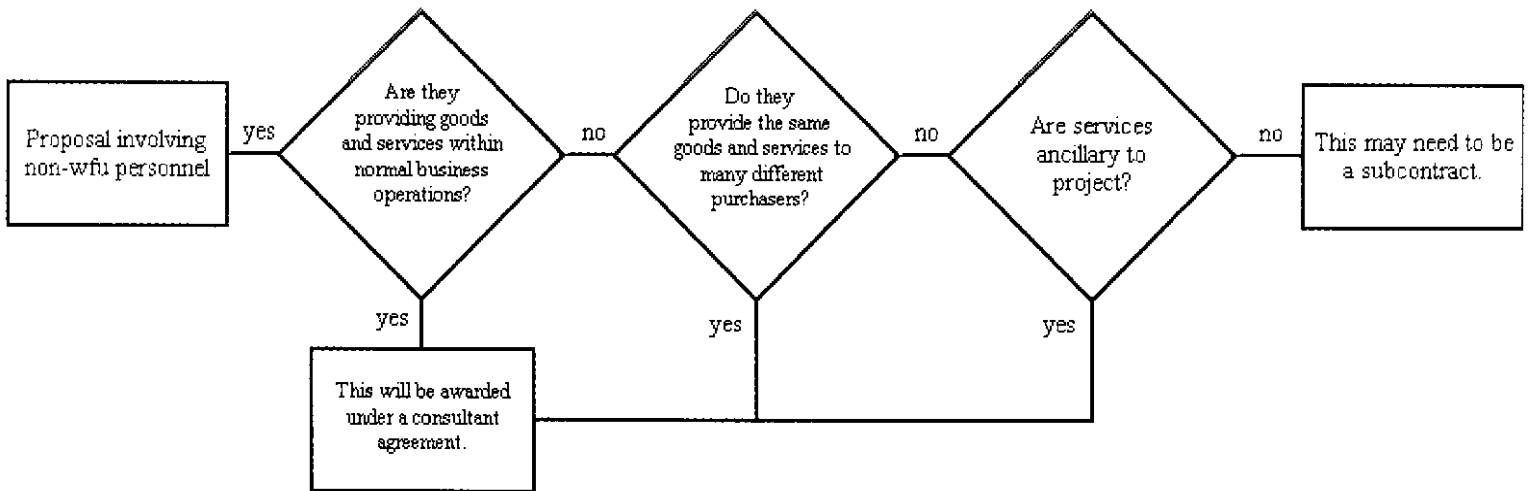 Proposal involving
non-wfu personnel
yes
Are they
providing goods
and services within
normal business
operations?
no
Do they
provide the same
goods and services to
many different
purchasers?
no
Are services
ancillary to
project?
no
This may need to be
a subcontract.
yes
yes
yes
This will be awarded
under a consultant
agreement.